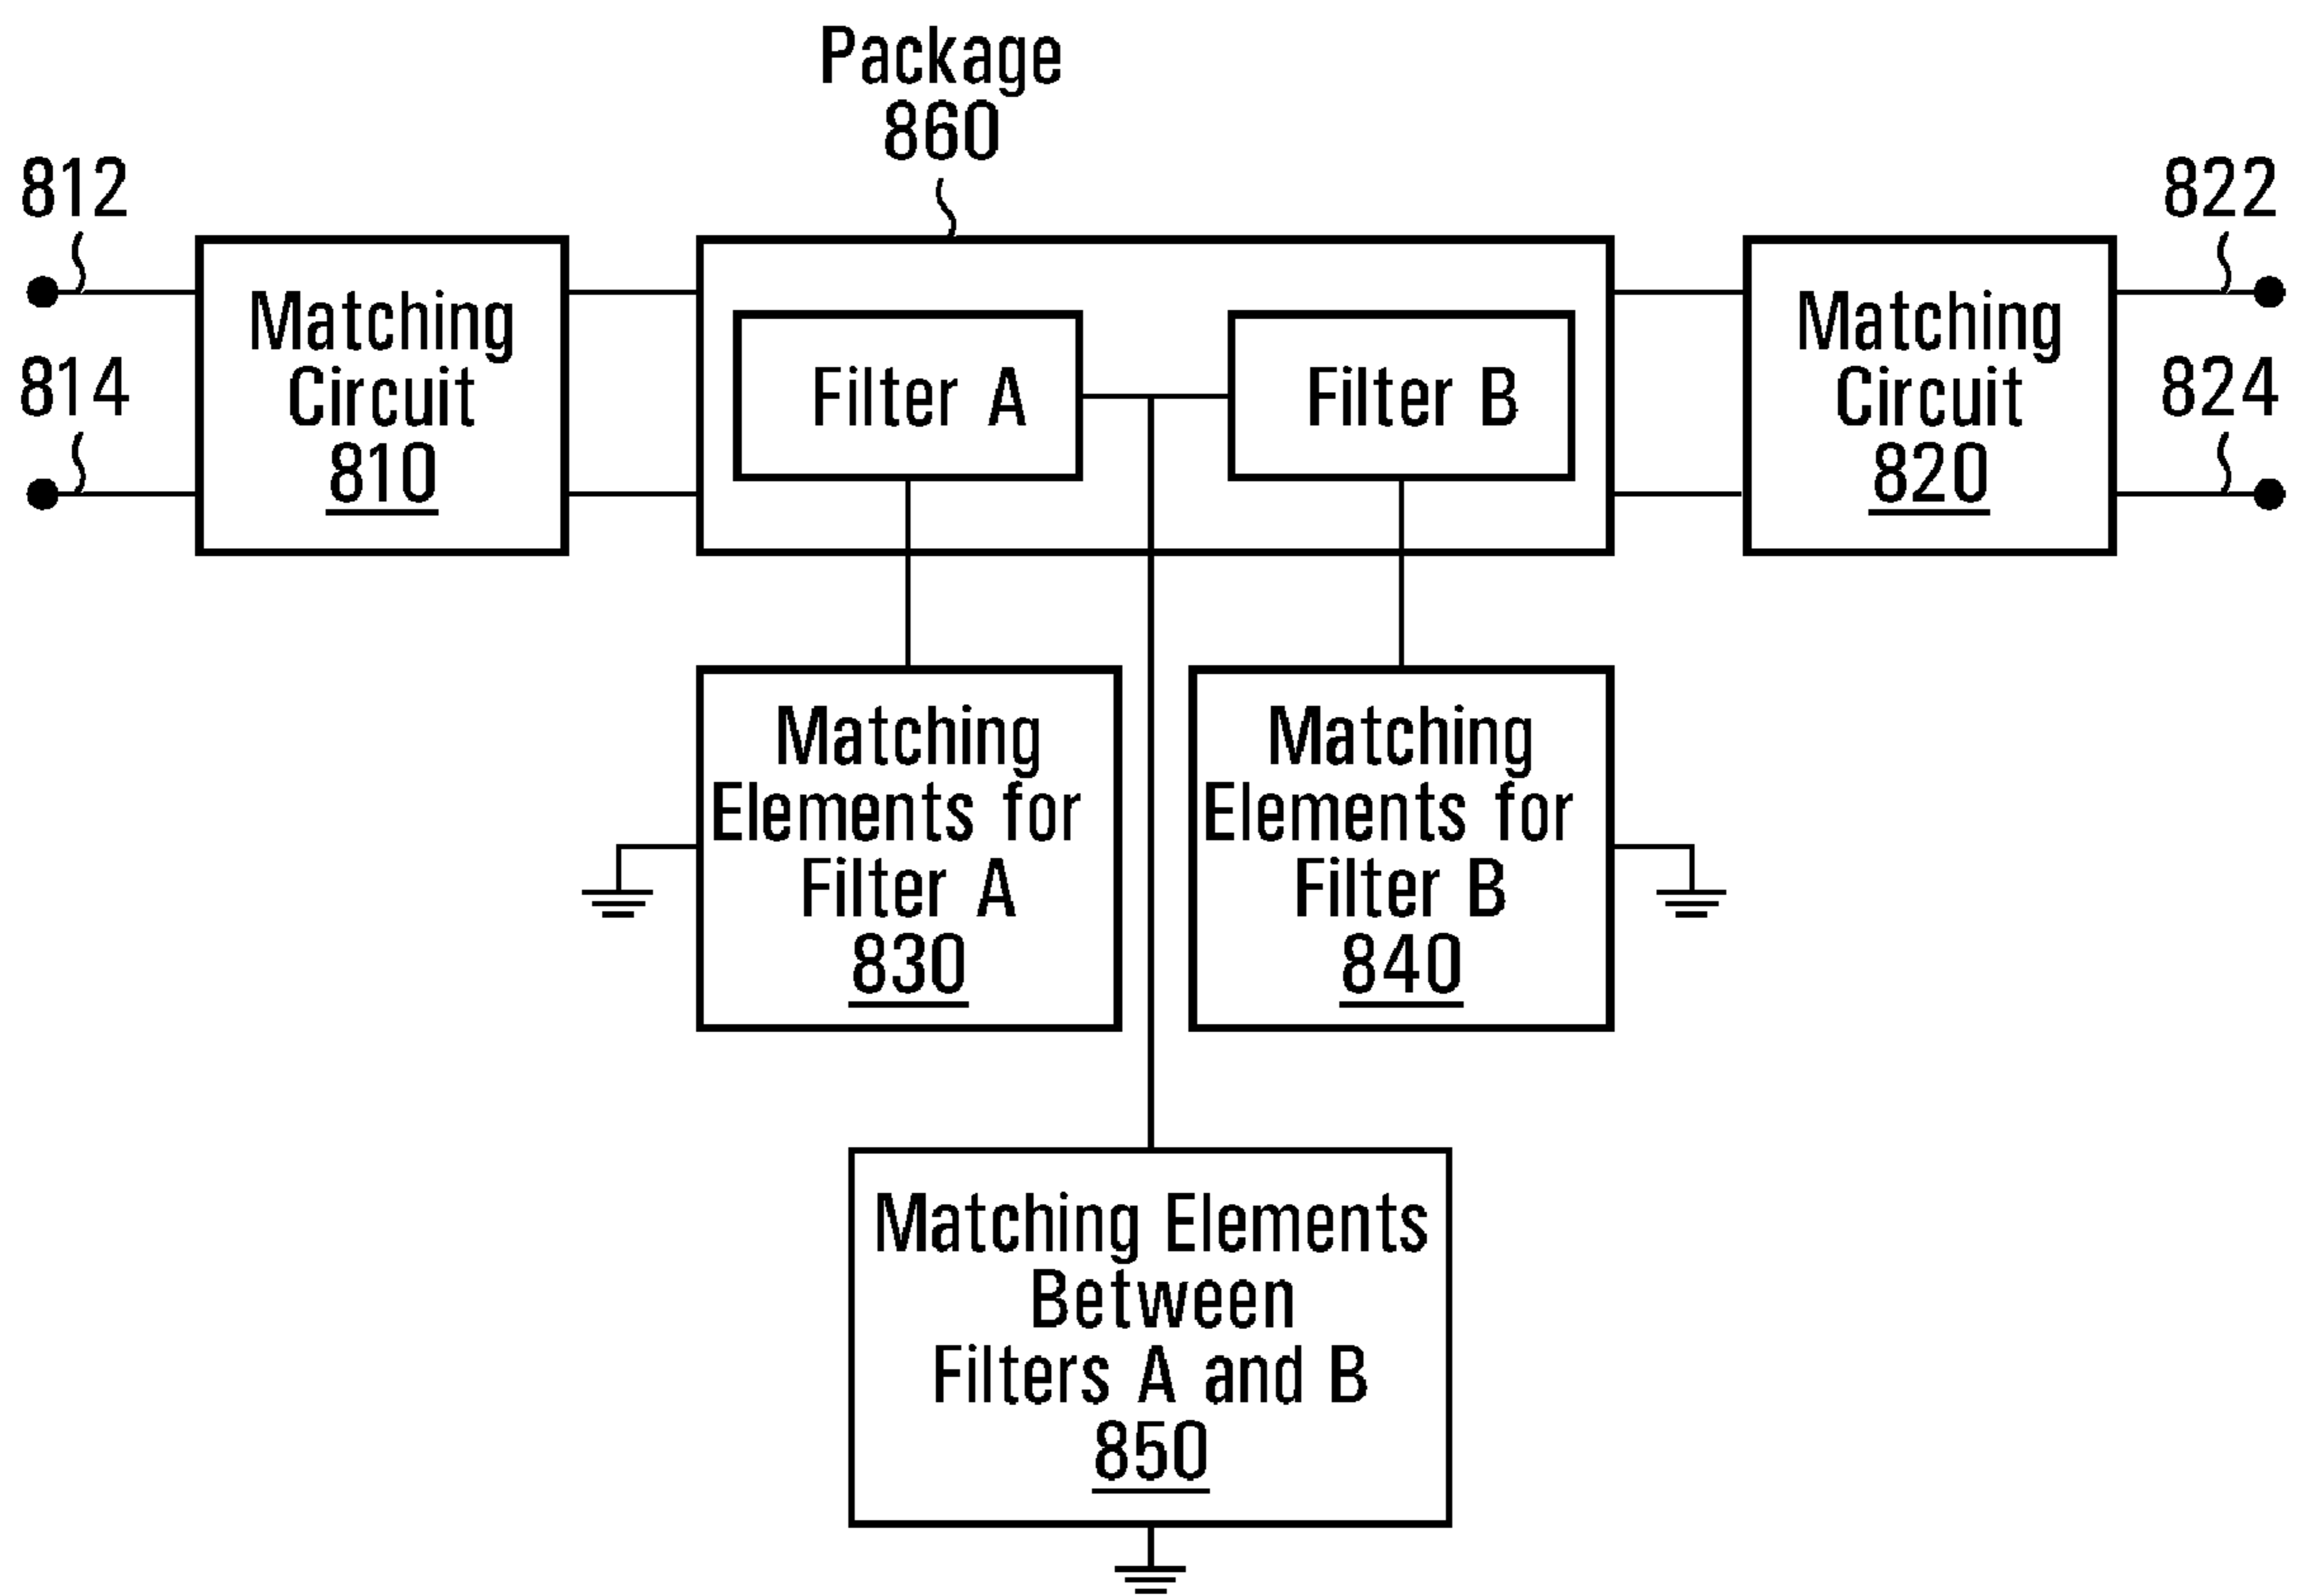 Package
860
812
814
822
824
Matching
Circuit
810
Filter A
Filter B
Matching
Circuit
820
Matching
Elements for
Filter A
830
Matching
Elements for
Filter B
840
Matching Elements
Between
Filters A and B
850